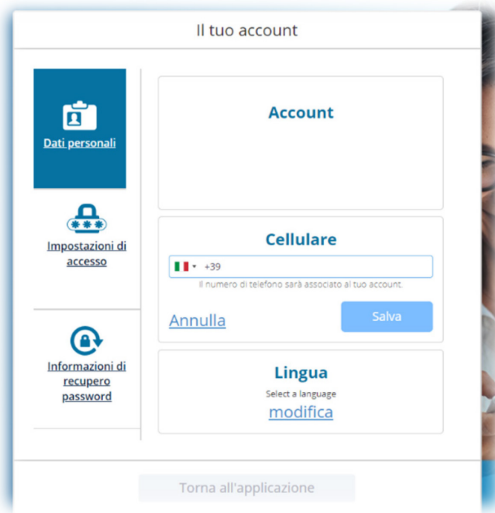 Il tuo account
Dati personali
Impostazioni di
accesso
Informazioni di
recupero
password
Account
Cellulare
+39
Il numero di telefono sarà associato al tuo account.
Annulla
Salva
Lingua
Select a language
modifica
Torna all'applicazione